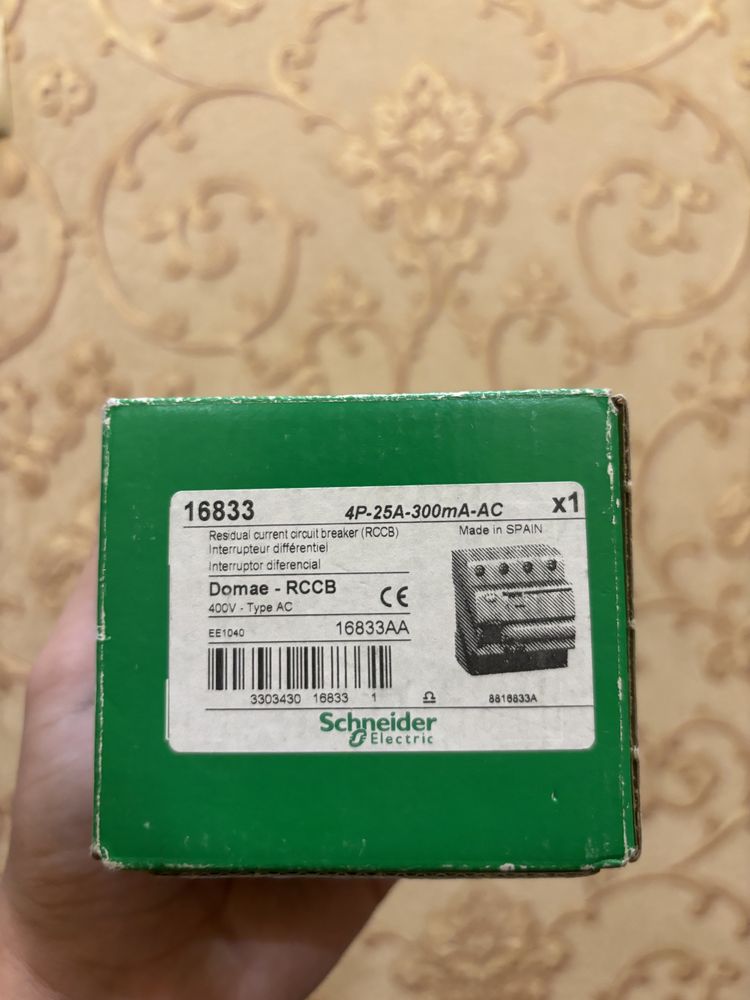 16833 4P-25A-300mA-AC x1
Residual current circuit breaker (RCCB) Made in SPAIN
Interrupteur différentiel
Interruptor diferencial
Domae - RCCB
400V - Type AC CE
EE1040 16833AA
3303430 16833 1 8816833A
Schneider
Electric